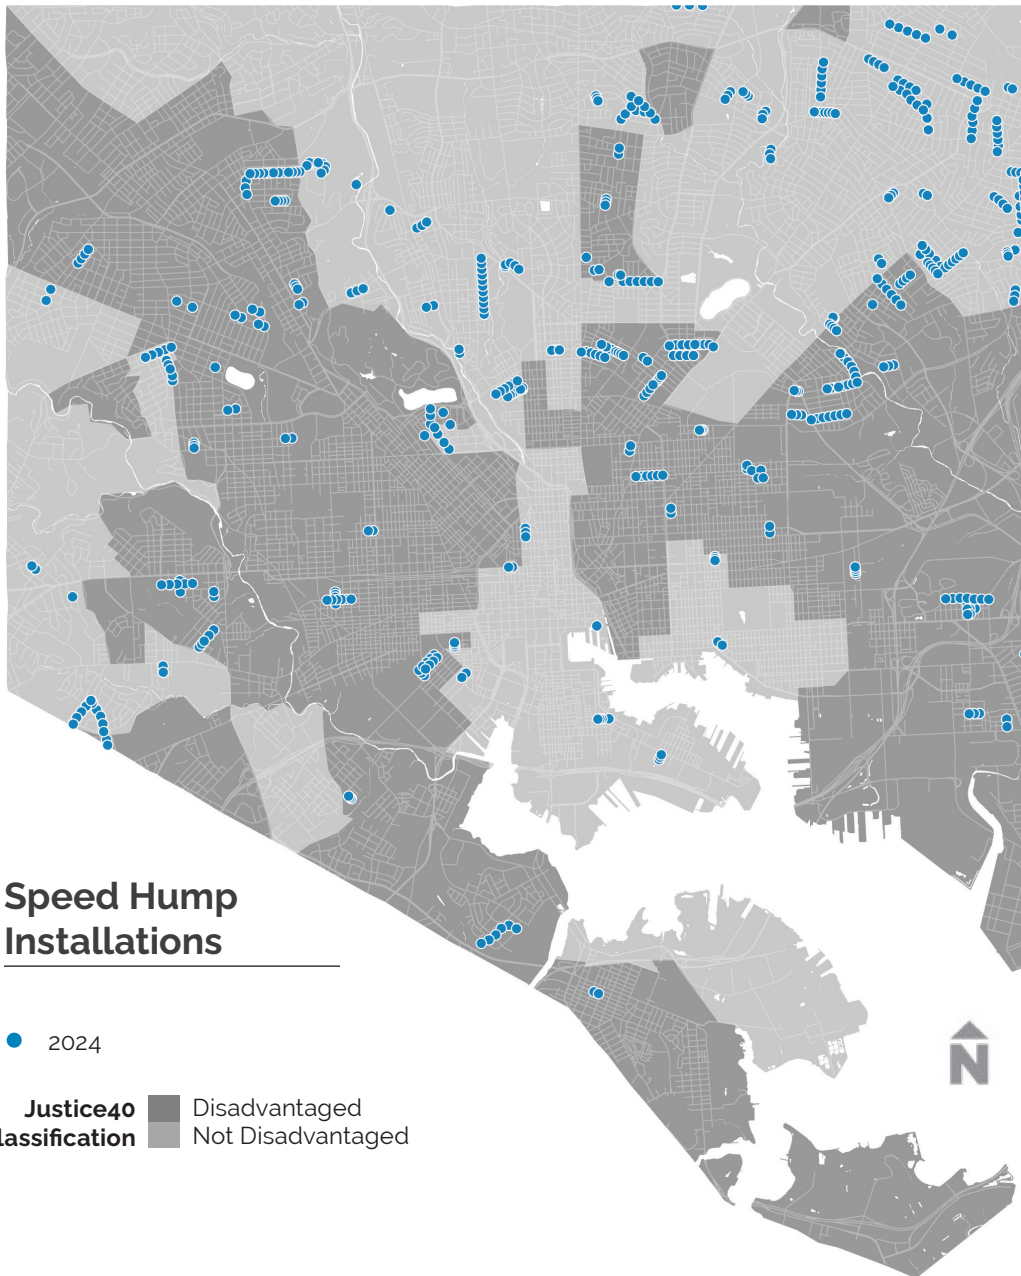 Speed Hump
Installations
2024
Justice40
lassification
Disadvantaged
Not Disadvantaged
N